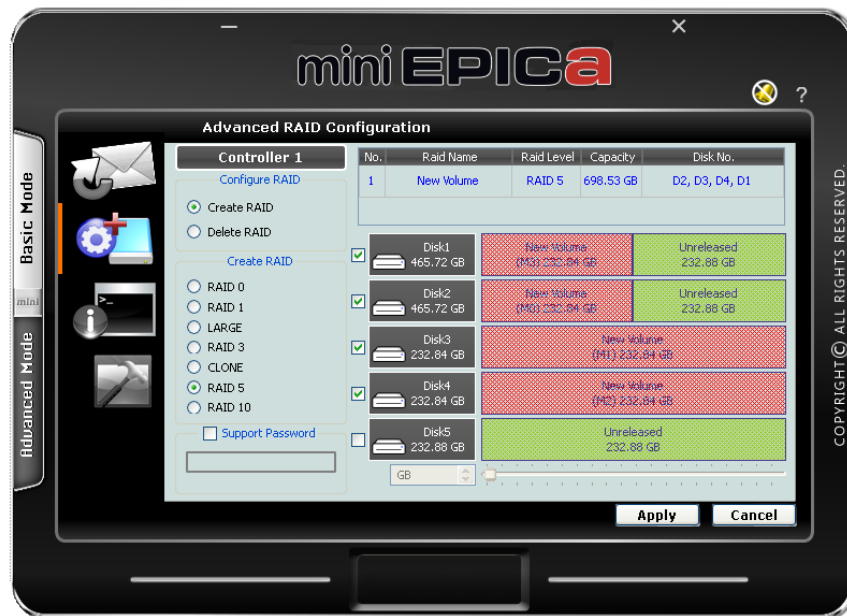 mini EPICa
?
Advanced RAID Configuration
Basic Mode
mini
Advanced Mode
Controller 1
Configure RAID
Create RAID
Delete RAID
Create RAID
RAID 0
RAID 1
LARGE
RAID 3
CLONE
RAID 5
RAID 10
Support Password
No. Raid Name Raid Level Capacity Disk No.
1 New Volume RAID 5 698.53 GB D2, D3, D4, D1
Disk1
465.72 GB
New Volume
(M3) 232.84 GB
Unreleased
232.88 GB
Disk2
465.72 GB
New Volume
(M0) 232.84 GB
Unreleased
232.88 GB
Disk3
232.84 GB
New Volume
(M1) 232.84 GB
Disk4
232.84 GB
New Volume
(M2) 232.84 GB
Disk5
232.88 GB
Unreleased
232.88 GB
GB
Apply Cancel
COPYRIGHT © ALL RIGHTS RESERVED.